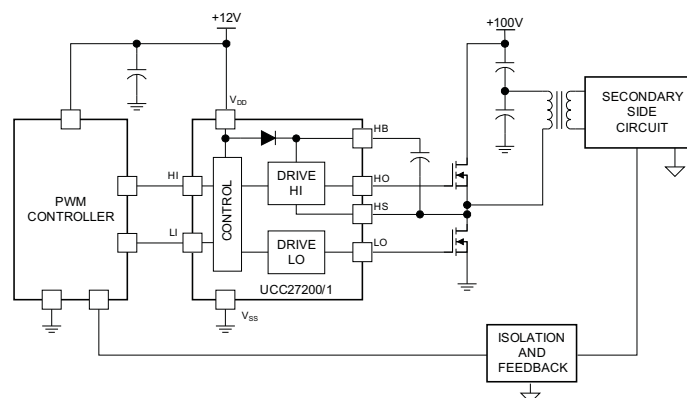 +12V
+100V
V_DD
SECONDARY
SIDE
CIRCUIT
HB
PWM
CONTROLLER
HI
LI
CONTROL
DRIVE
HI
HO
HS
DRIVE
LO
LO
UCC27200/1
V_SS
ISOLATION
AND
FEEDBACK